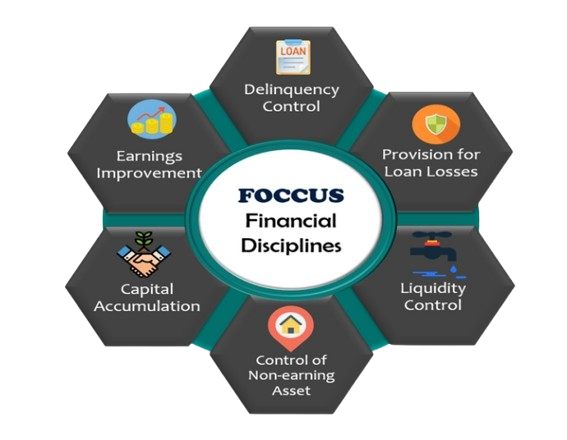 LOAN
Delinquency
Control
Earnings
Improvement
Provision for
Loan Losses
FOCCUS
Financial
Disciplines
Capital
Accumulation
Liquidity
Control
Control of
Non-earning
Asset